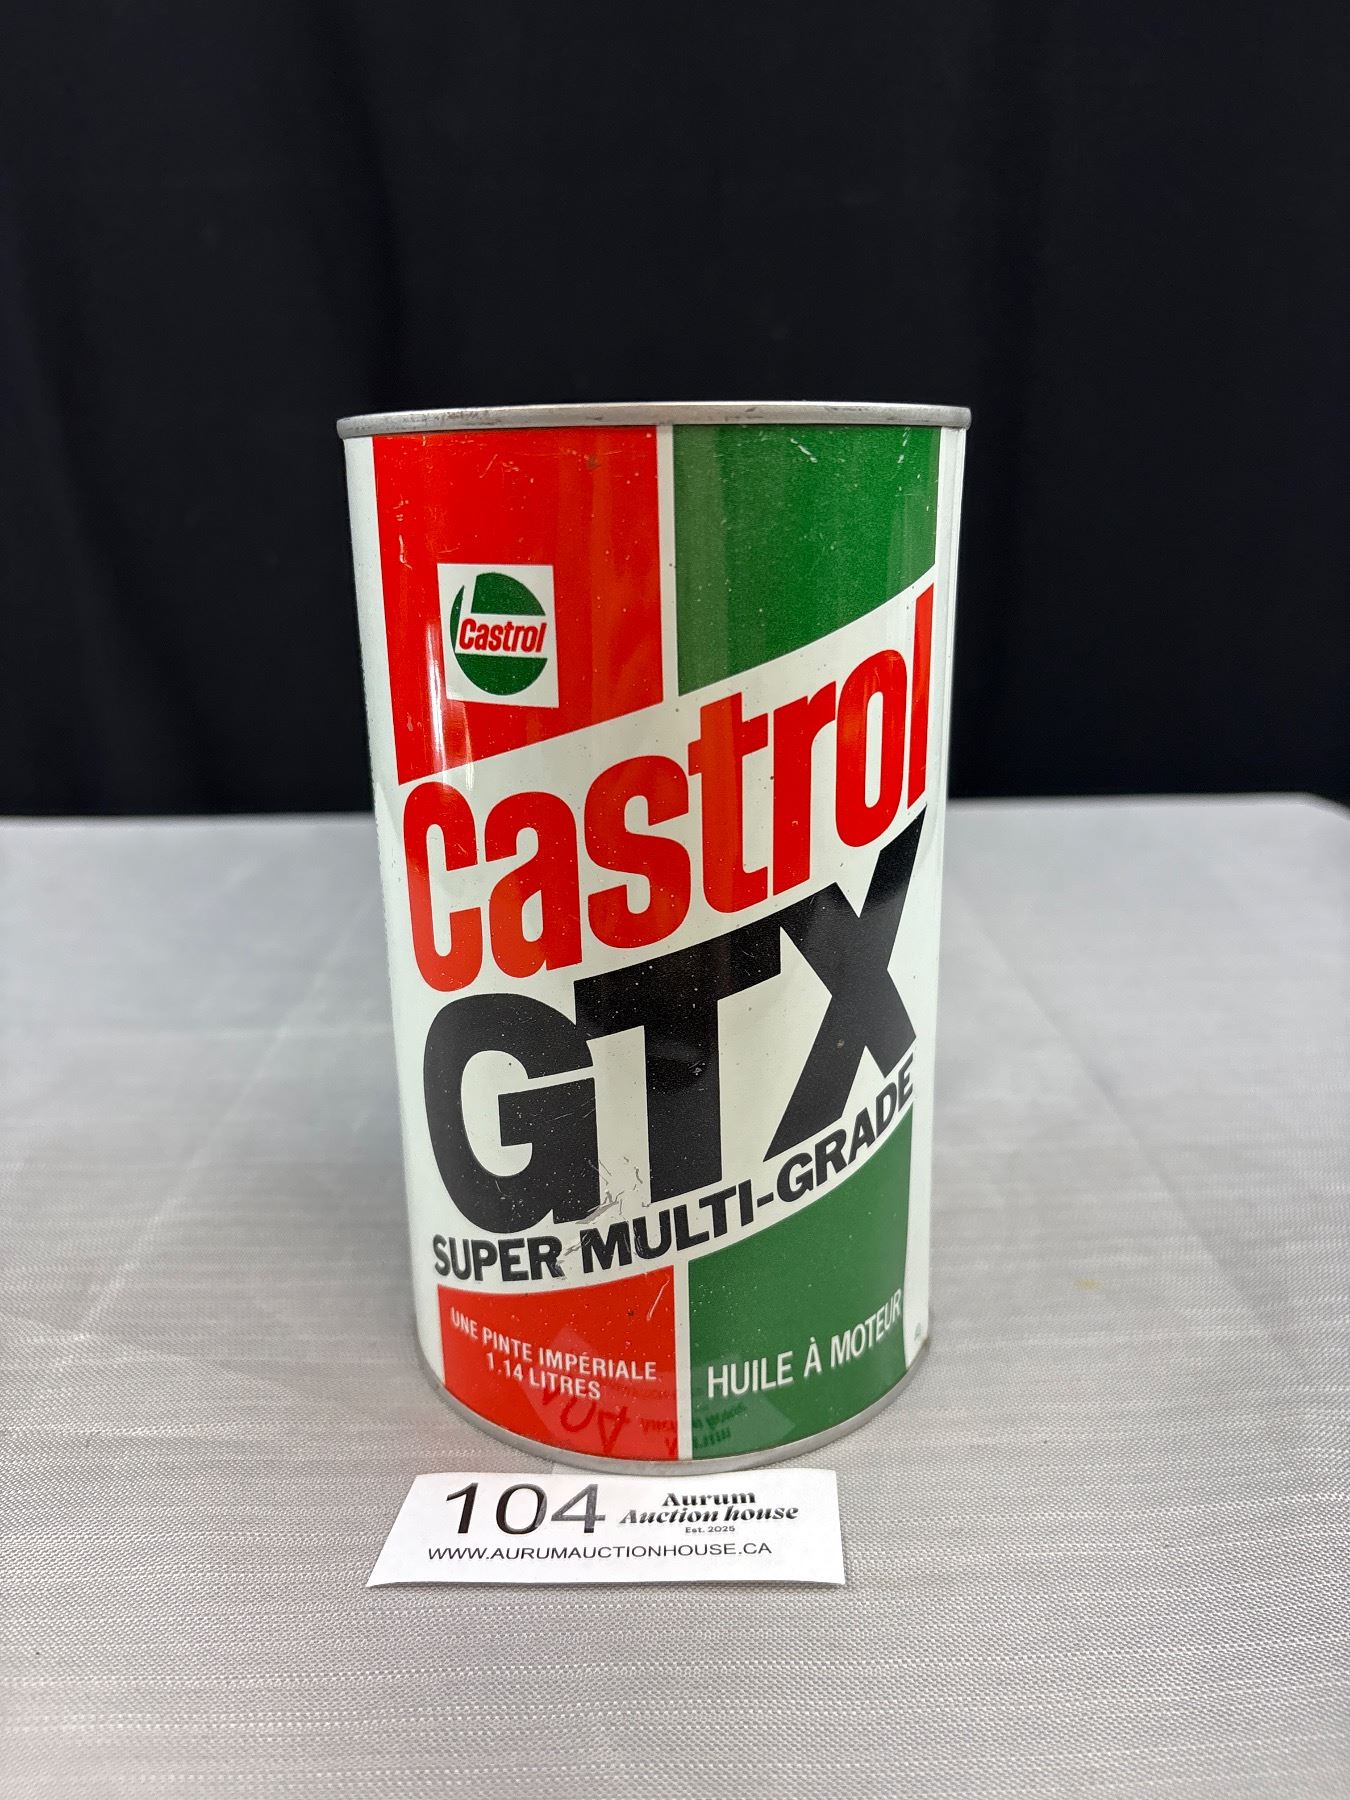 Castrol
Castrol
GTX
SUPER MULTI-GRADE
UNE PINTE IMPÉRIALE
1.14 LITRES
HUILE À MOTEUR
104
Aurum
Auction house
Est. 2025
WWW.AURUMAUCTIONHOUSE.CA